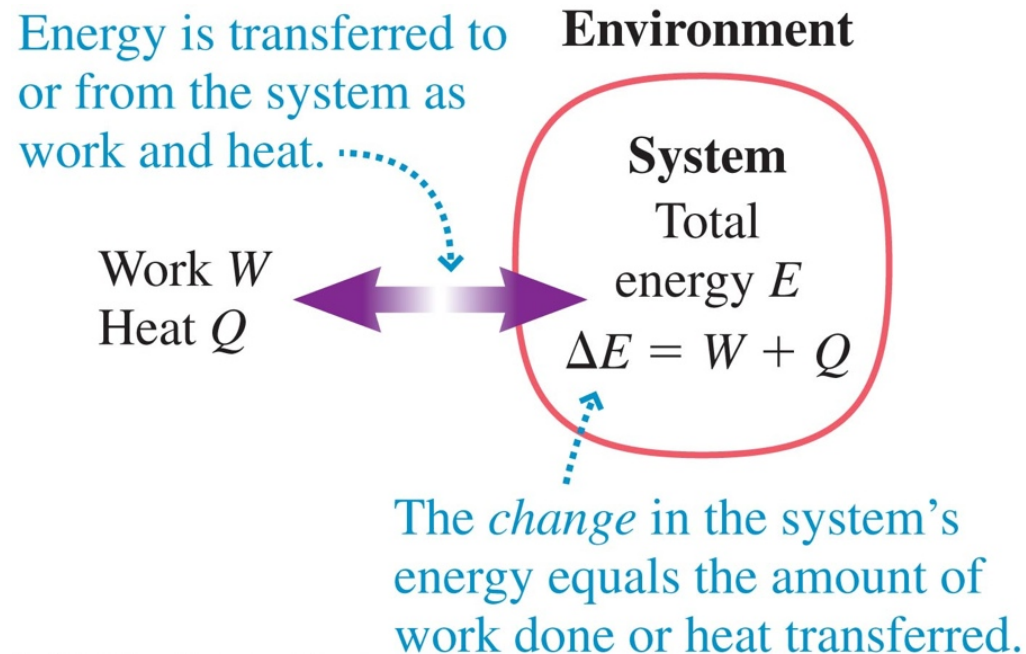 Energy is transferred to
or from the system as
work and heat.
Environment
System
Total
energy E
ΔE = W + Q
Work W
Heat Q
The change in the system’s
energy equals the amount of
work done or heat transferred.